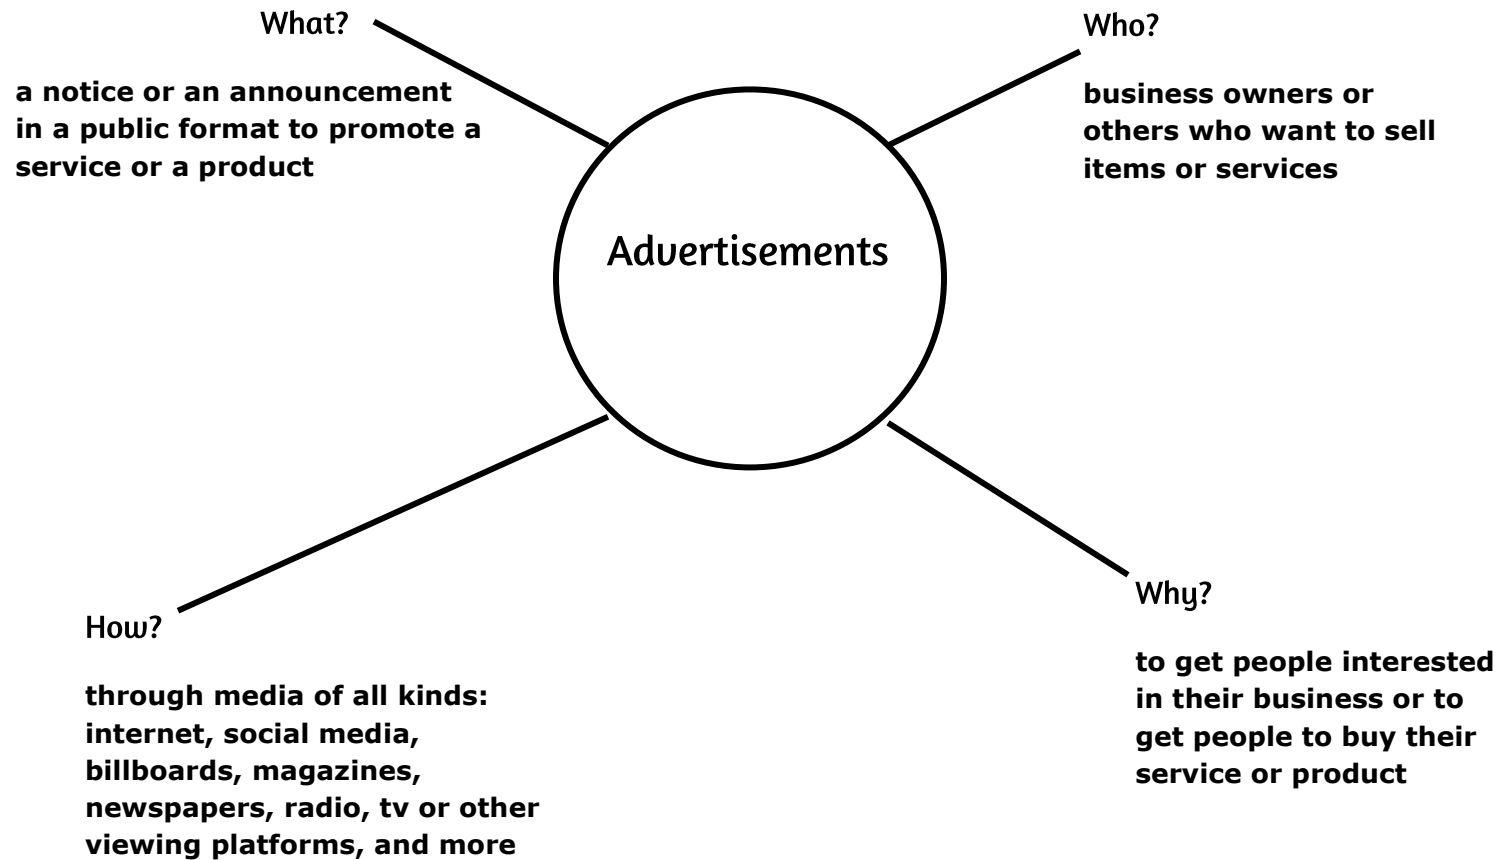 What?
a notice or an announcement
in a public format to promote a
service or a product
Who?
business owners or
others who want to sell
items or services
Advertisements
How?
through media of all kinds:
internet, social media,
billboards, magazines,
newspapers, radio, tv or other
viewing platforms, and more
Why?
to get people interested
in their business or to
get people to buy their
service or product